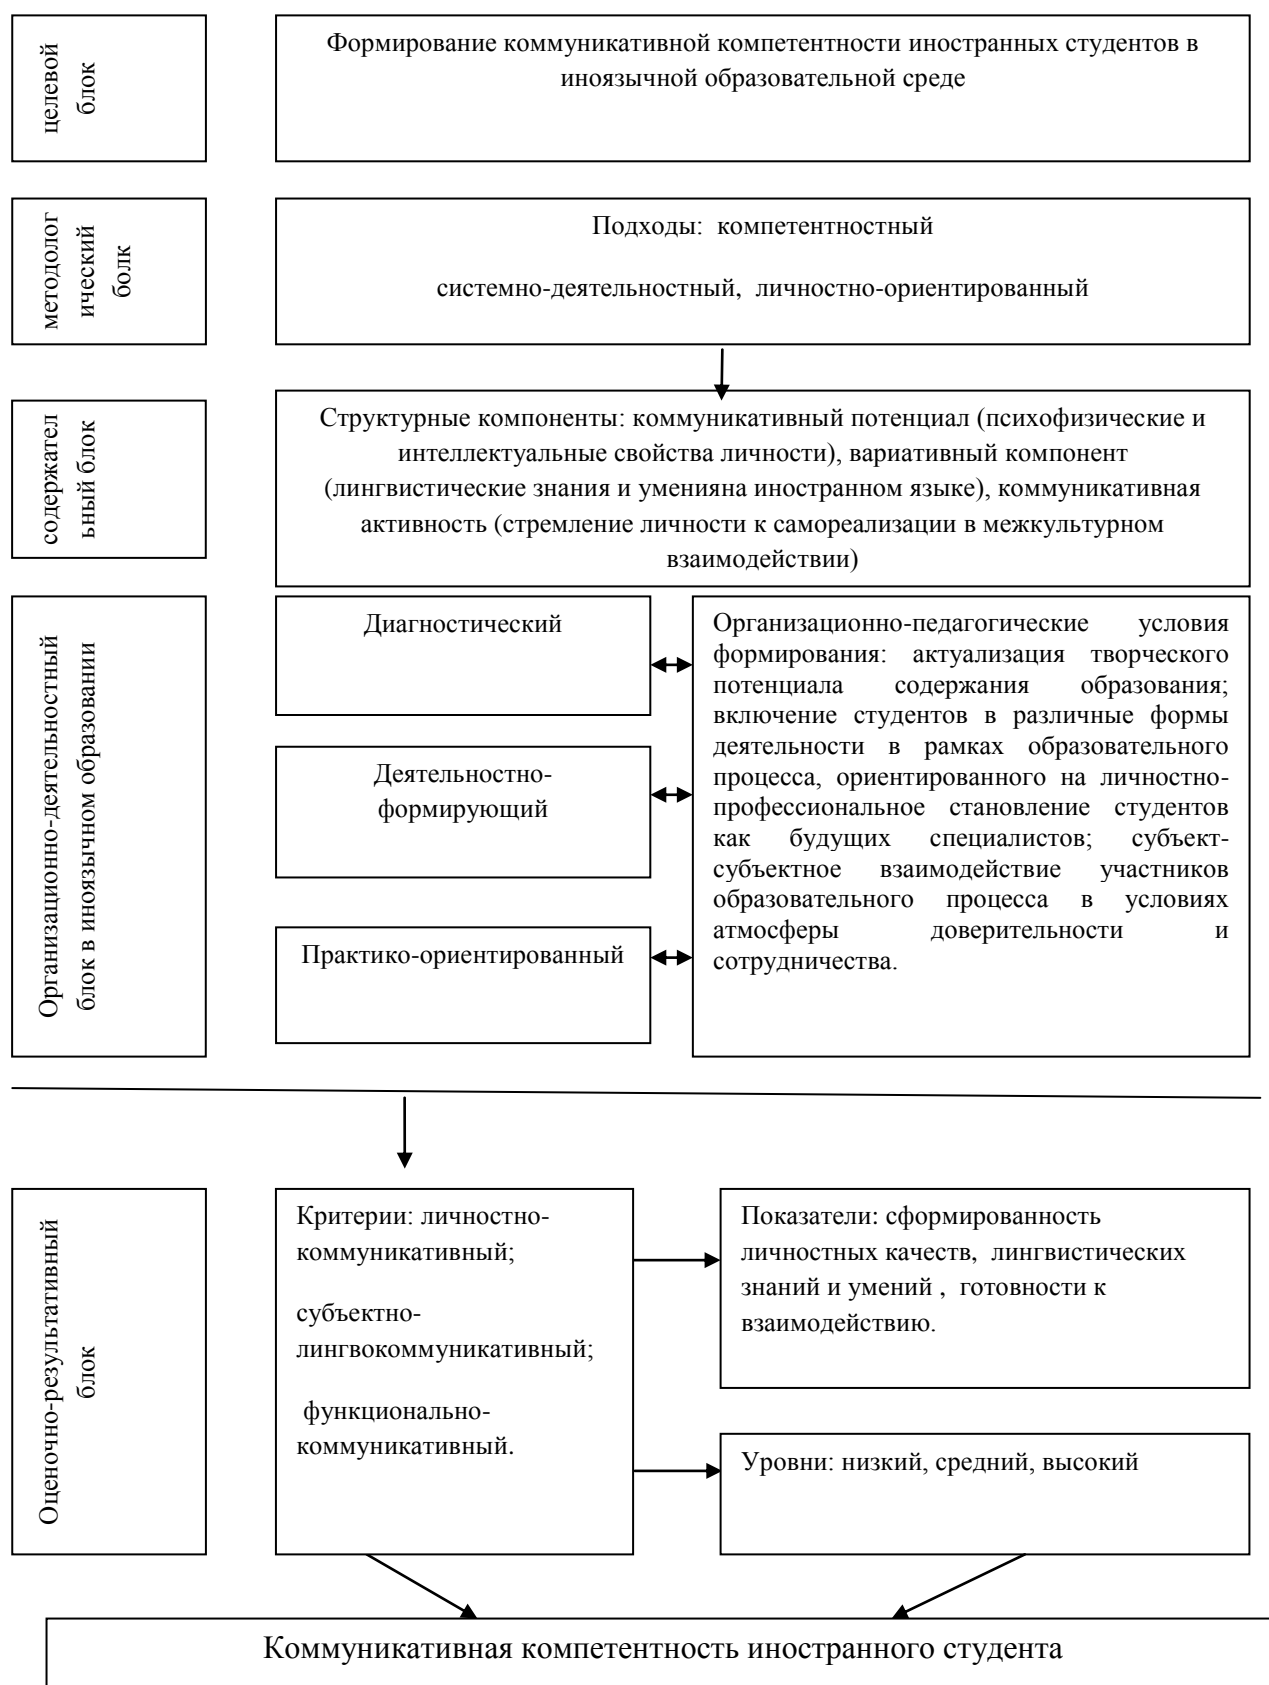 целевой
блок
Формирование коммуникативной компетентности иностранных студентов в
иноязычной образовательной среде
методолог
ический
болк
Подходы: компетентностный
системно-деятельностный, личностно-ориентированный
содержател
ьный блок
Структурные компоненты: коммуникативный потенциал (психофизические и
интеллектуальные свойства личности), вариативный компонент
(лингвистические знания и уменияна иностранном языке), коммуникативная
активность (стремление личности к самореализации в межкультурном
взаимодействии)
Организационно-деятельностный
блок в иноязычном образовании
Диагностический
Деятельностно-
формирующий
Практико-ориентированный
Организационно-педагогические условия
формирования: актуализация творческого
потенциала содержания образования;
включение студентов в различные формы
деятельности в рамках образовательного
процесса, ориентированного на личностно-
профессиональное становление студентов
как будущих специалистов; субъект-
субъектное взаимодействие участников
образовательного процесса в условиях
атмосферы доверительности и
сотрудничества.
Оценочно-результативный
блок
Критерии: личностно-
коммуникативный;
субъектно-
лингвокоммуникативный;
функционально-
коммуникативный.
Показатели: сформированность
личностных качеств, лингвистических
знаний и умений , готовности к
взаимодействию.
Уровни: низкий, средний, высокий
Коммуникативная компетентность иностранного студента